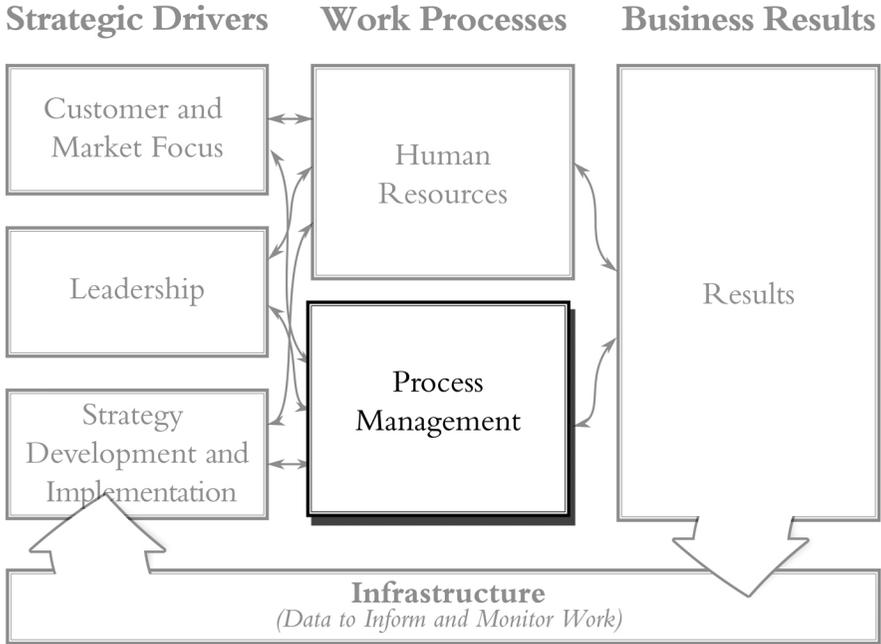 Strategic Drivers
Work Processes
Business Results
Customer and
Market Focus
Leadership
Strategy
Development and
Implementation
Human
Resources
Process
Management
Results
Infrastructure
(Data to Inform and Monitor Work)